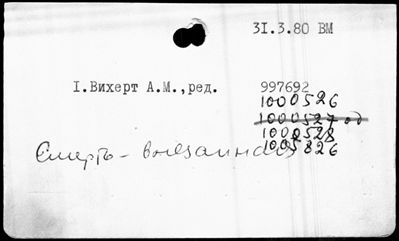 31.3.80 ВМ
I.Вихерт А.М.,ред. 997692
1000526
1000527 од
1000528
1005826
Смерть - внезапная